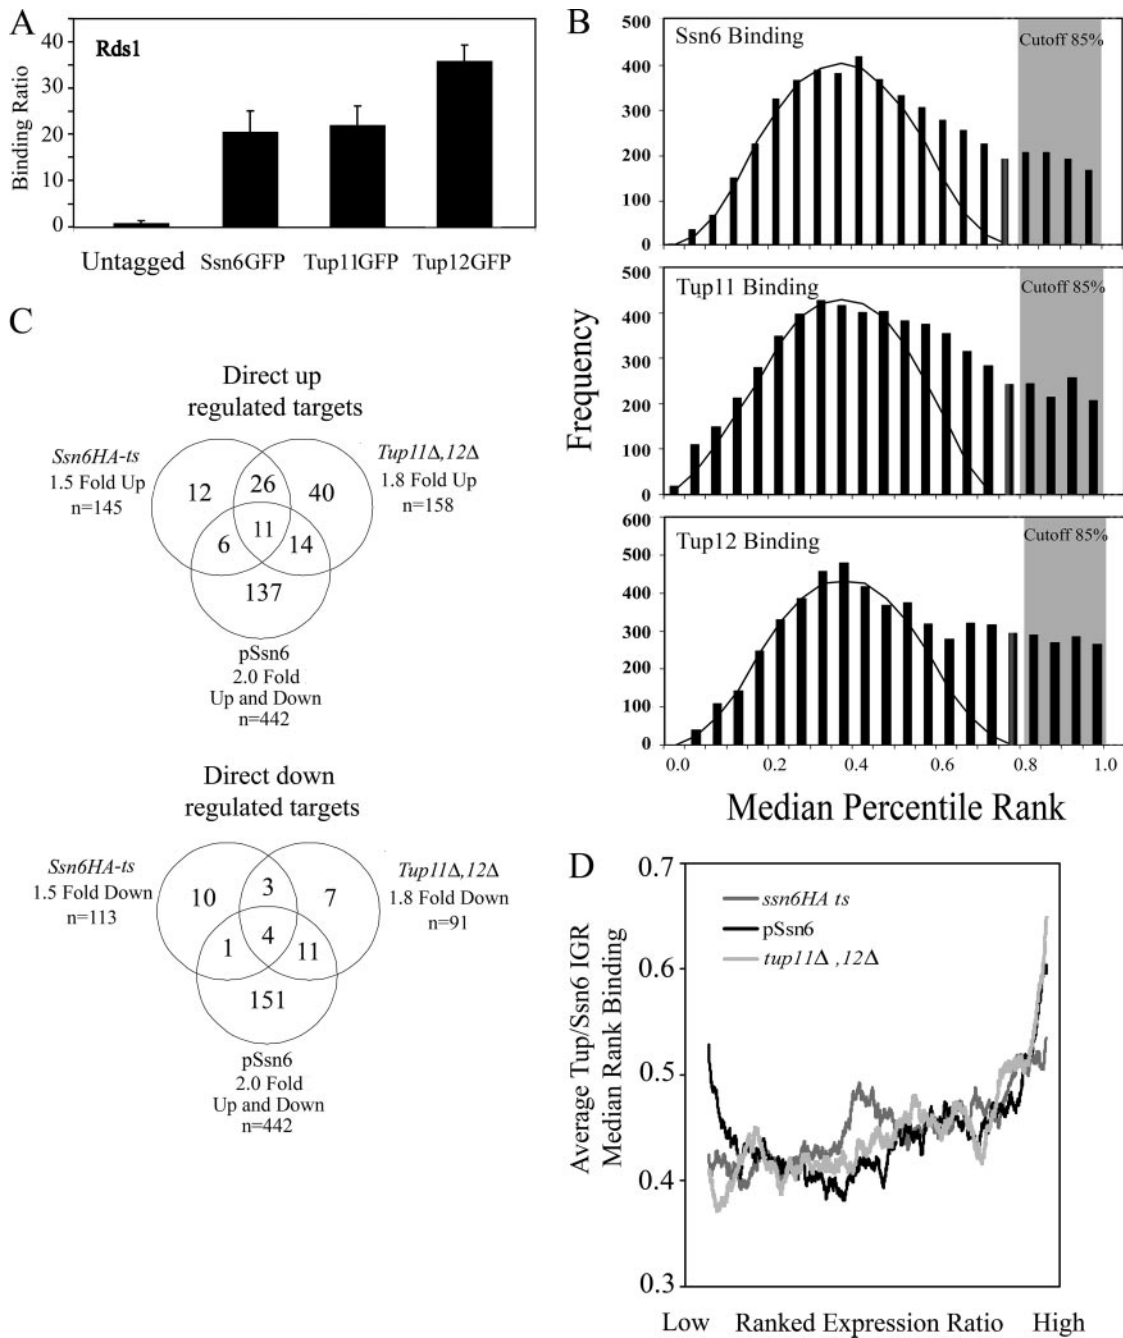 A
Rds1
Binding Ratio
40
30
20
10
0
Untagged
Ssn6GFP
Tup11GFP
Tup12GFP
B
Ssn6 Binding
Cutoff 85%
500
400
300
200
100
0
Tup11 Binding
Cutoff 85%
500
400
300
200
100
0
Tup12 Binding
Cutoff 85%
600
500
400
300
200
100
0
Frequency
0.0
0.2
0.4
0.6
0.8
1.0
Median Percentile Rank
C
Direct up
regulated targets
Ssn6HA-ts
1.5 Fold Up
n=145
Tup11Δ,12Δ
1.8 Fold Up
n=158
12
26
40
11
6
14
137
pSsn6
2.0 Fold
Up and Down
n=442
Direct down
regulated targets
Ssn6HA-ts
1.5 Fold Down
n=113
Tup11Δ,12Δ
1.8 Fold Down
n=91
10
3
7
4
1
11
151
pSsn6
2.0 Fold
Up and Down
n=442
D
ssn6HA ts
pSsn6
tup11Δ ,12Δ
Average Tup/Ssn6 IGR
Median Rank Binding
0.7
0.6
0.5
0.4
0.3
Low
Ranked Expression Ratio
High